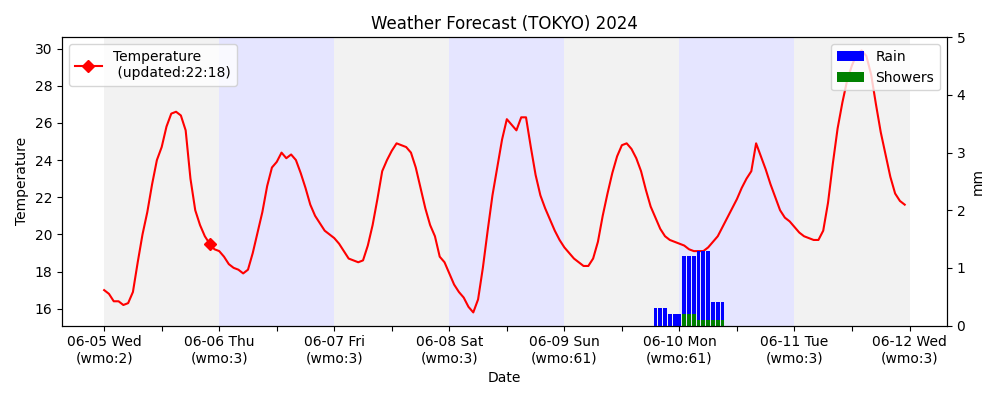 Weather Forecast (TOKYO) 2024
Temperature
(updated:22:18)
Rain
Showers
Temperature
30
28
26
24
22
20
18
16
5
4
3
2
1
0
mm
06-05 Wed
(wmo:2)
06-06 Thu
(wmo:3)
06-07 Fri
(wmo:3)
06-08 Sat
(wmo:3)
06-09 Sun
(wmo:61)
06-10 Mon
(wmo:61)
06-11 Tue
(wmo:3)
06-12 Wed
(wmo:3)
Date